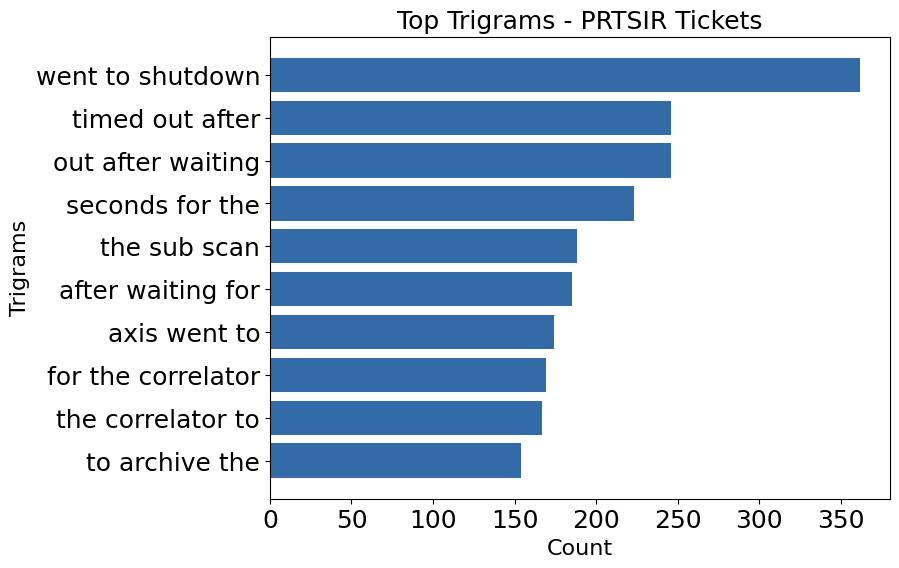 Top Trigrams - PRTSIR Tickets
Trigrams
went to shutdown
timed out after
out after waiting
seconds for the
the sub scan
after waiting for
axis went to
for the correlator
the correlator to
to archive the
0 50 100 150 200 250 300 350
Count